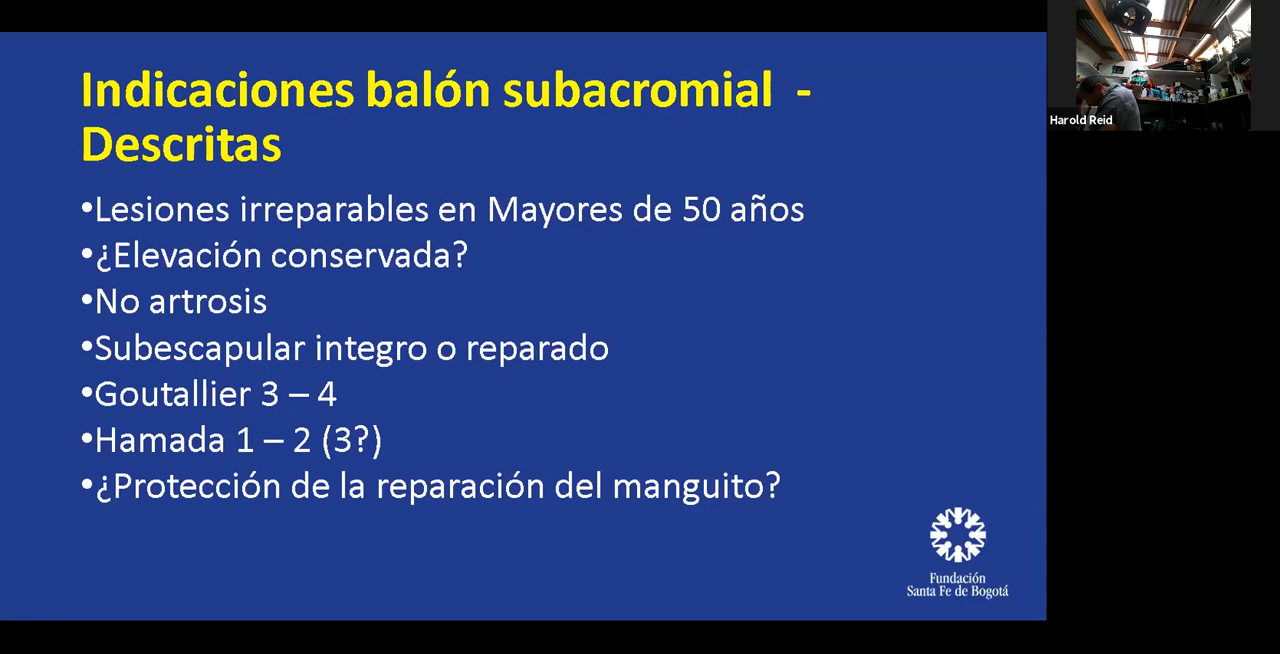 Indicaciones balón subacromial -
Descritas
•Lesiones irreparables en Mayores de 50 años
•¿Elevación conservada?
•No artrosis
•Subescapular integro o reparado
•Goutallier 3 – 4
•Hamada 1 – 2 (3?)
•¿Protección de la reparación del manguito?
Fundación
Santa Fe de Bogotá
Harold Reid